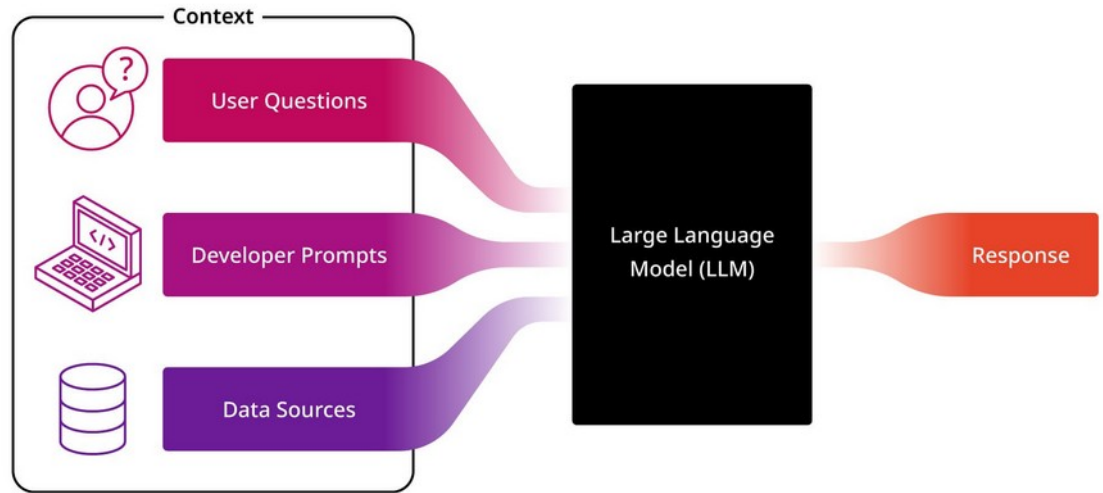 Context
?
User Questions
</>
Developer Prompts
Data Sources
Large Language
Model (LLM)
Response